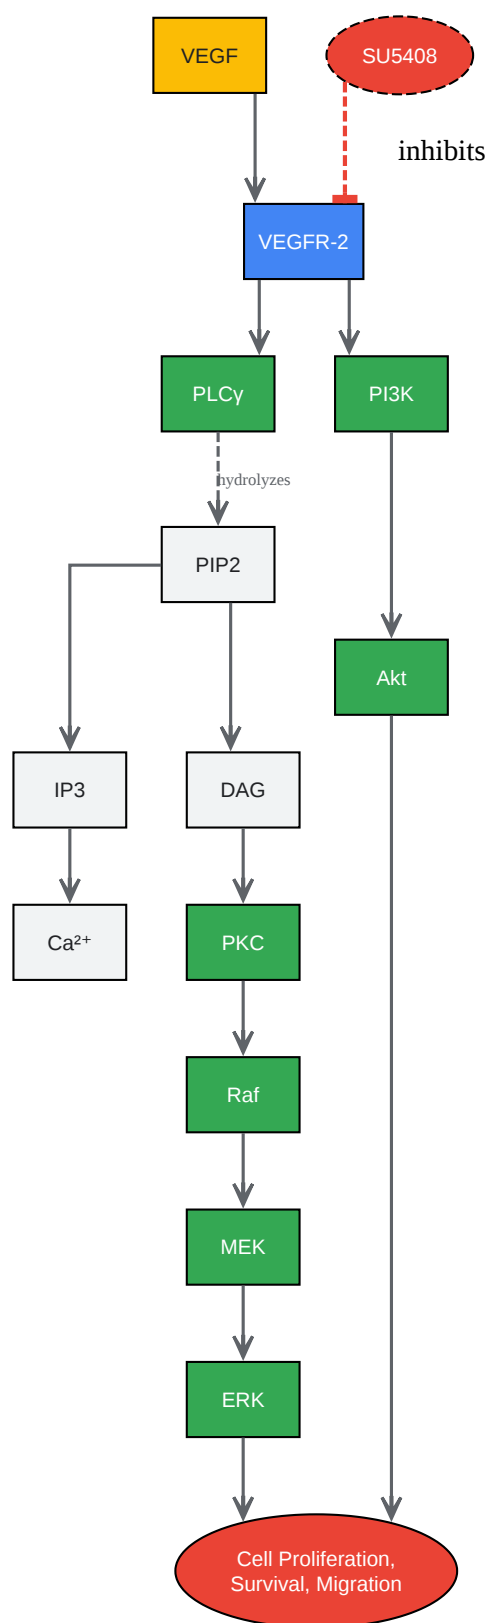 VEGF
SU5408
inhibits
VEGFR-2
PLCγ
PI3K
hydrolyzes
PIP2
Akt
IP3
DAG
Ca²⁺
PKC
Raf
MEK
ERK
Cell Proliferation,
Survival, Migration